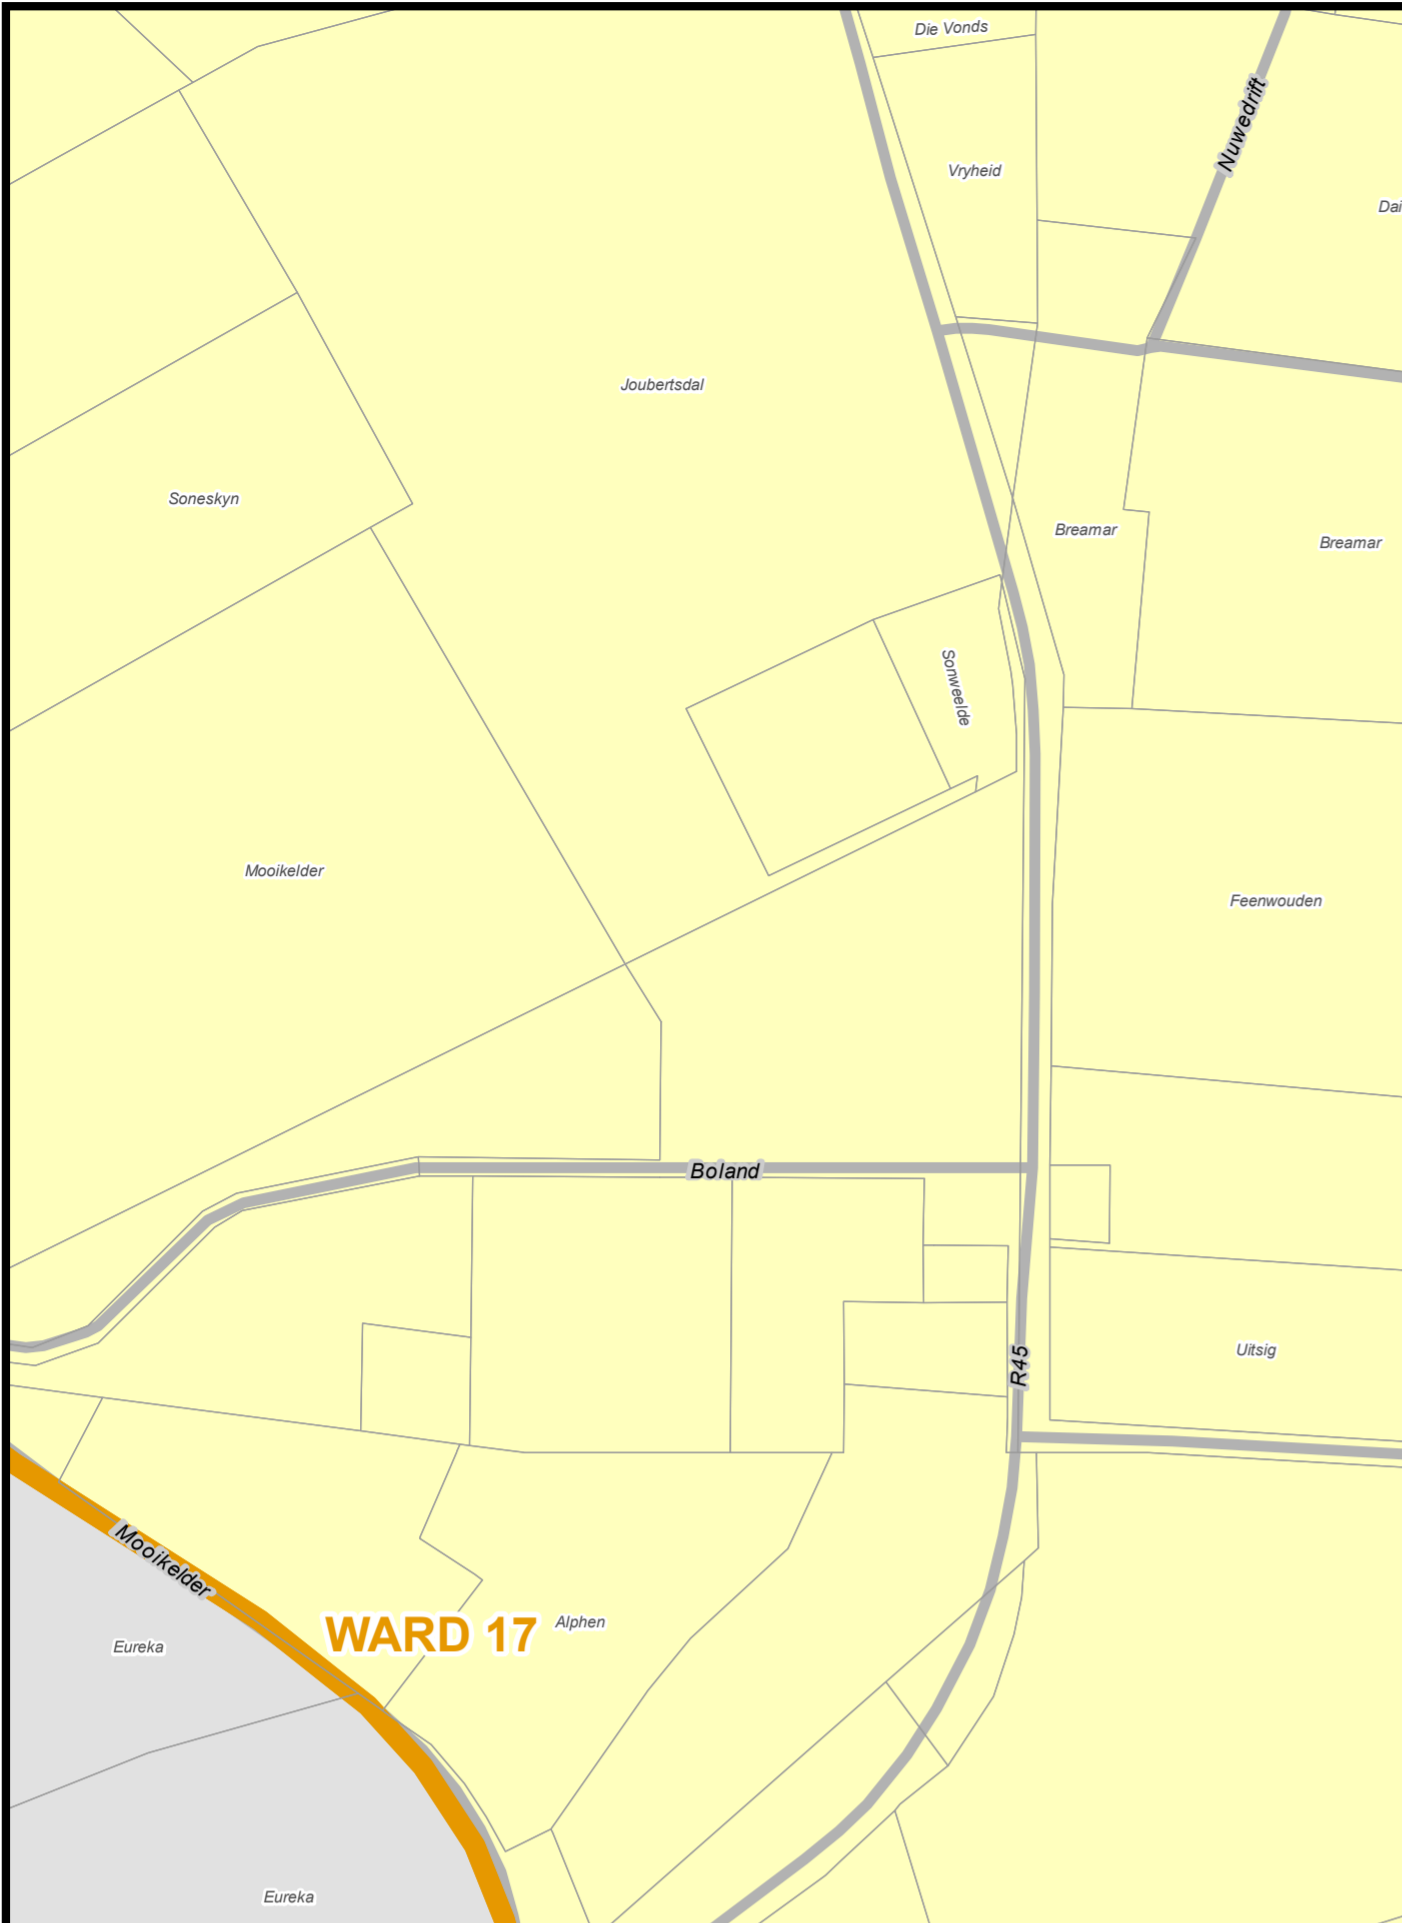 Die Vonds
Nuwedrift
Vryheid
Dai
Joubertsdal
Soneskyn
Breamar
Breamar
Sonweelde
Mooikelder
Feenwouden
Boland
Uitsig
R45
Mooikelder
Alphen
WARD 17
Eureka
Eureka